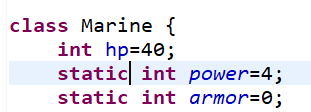 class Marine {
    int hp=40;
    static int power=4;
    static int armor=0;